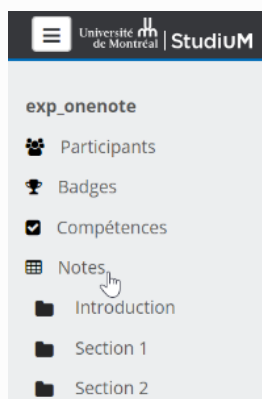 Université
de Montréal | StudiUM
exp_onenote
Participants
Badges
Compétences
Notes
Introduction
Section 1
Section 2